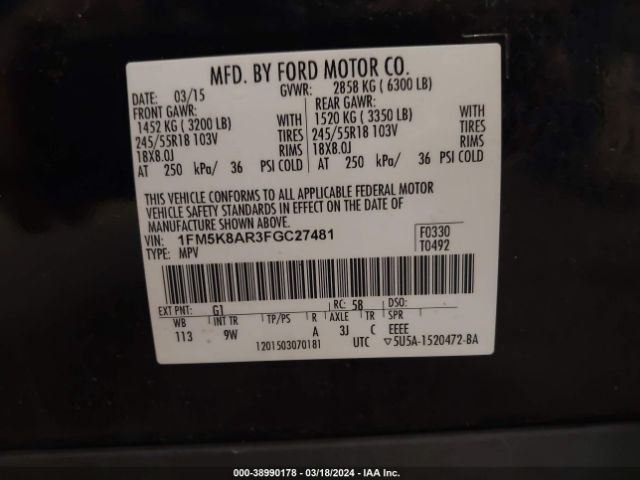 MFD. BY FORD MOTOR CO.
DATE: 03/15 GVWR: 2858 KG ( 6300 LB)
FRONT GAWR: REAR GAWR:
1452 KG ( 3200 LB) WITH 1520 KG ( 3350 LB) WITH
245/55R18 103V TIRES 245/55R18 103V TIRES
18X8.0J RIMS 18X8.0J RIMS
AT 250 kPa/ 36 PSI COLD AT 250 kPa/ 36 PSI COLD
THIS VEHICLE CONFORMS TO ALL APPLICABLE FEDERAL MOTOR
VEHICLE SAFETY STANDARDS IN EFFECT ON THE DATE OF
MANUFACTURE SHOWN ABOVE.
VIN: 1FM5K8AR3FGC27481 F0330
TYPE: MPV T0492
EXT PNT: G1 RC: 58 DSO:
WB INT TR TP/PS R AXLE TR SPR
113 9W A 3J C EEEE
1201503070181 UTC ▽5U5A-1520472-BA
000-38990178 - 03/18/2024 - IAA Inc.